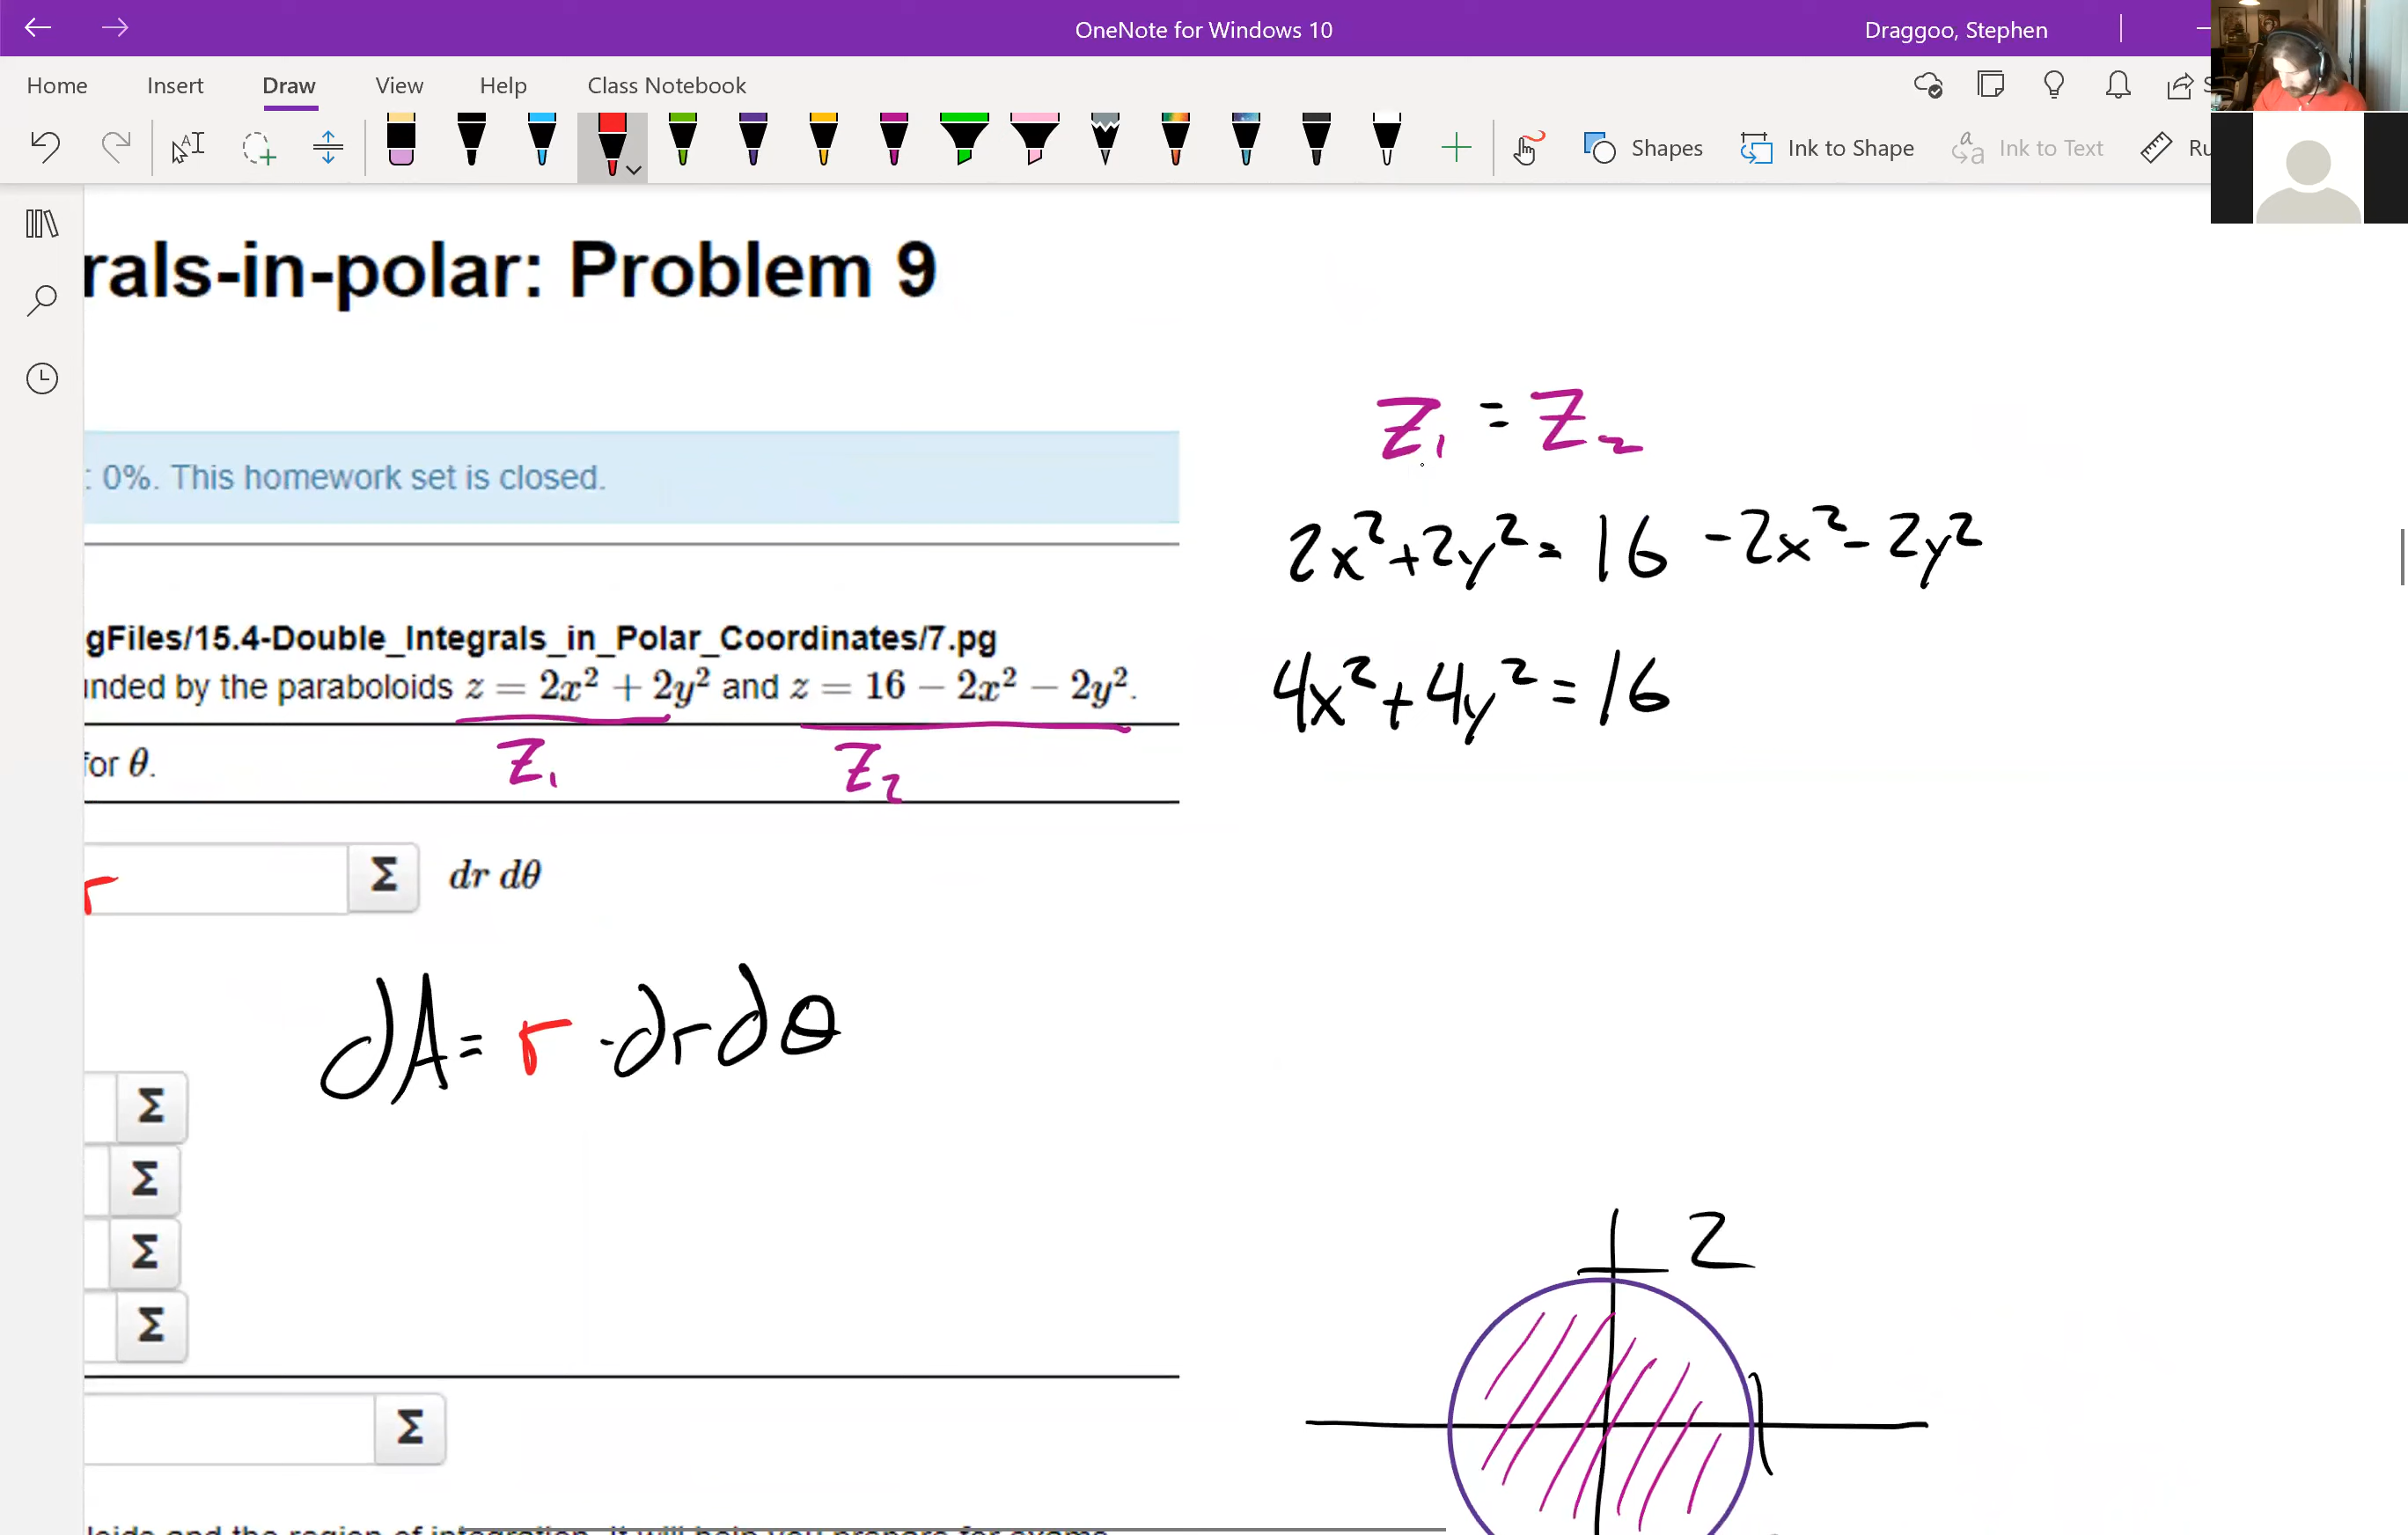 OneNote for Windows 10
Draggoo, Stephen
Home Insert Draw View Help Class Notebook
Shapes Ink to Shape Ink to Text Ru
rals-in-polar: Problem 9
: 0%. This homework set is closed.
gFiles/15.4-Double_Integrals_in_Polar_Coordinates/7.pg
unded by the paraboloids z = 2x² + 2y² and z = 16 − 2x² − 2y².
z₁ z₂
for θ.
r Σ dr dθ
dA = r · dr dθ
Σ
Σ
Σ
Σ
Σ
z₁ = z₂
2x² + 2y² = 16 − 2x² − 2y²
4x² + 4y² = 16
2